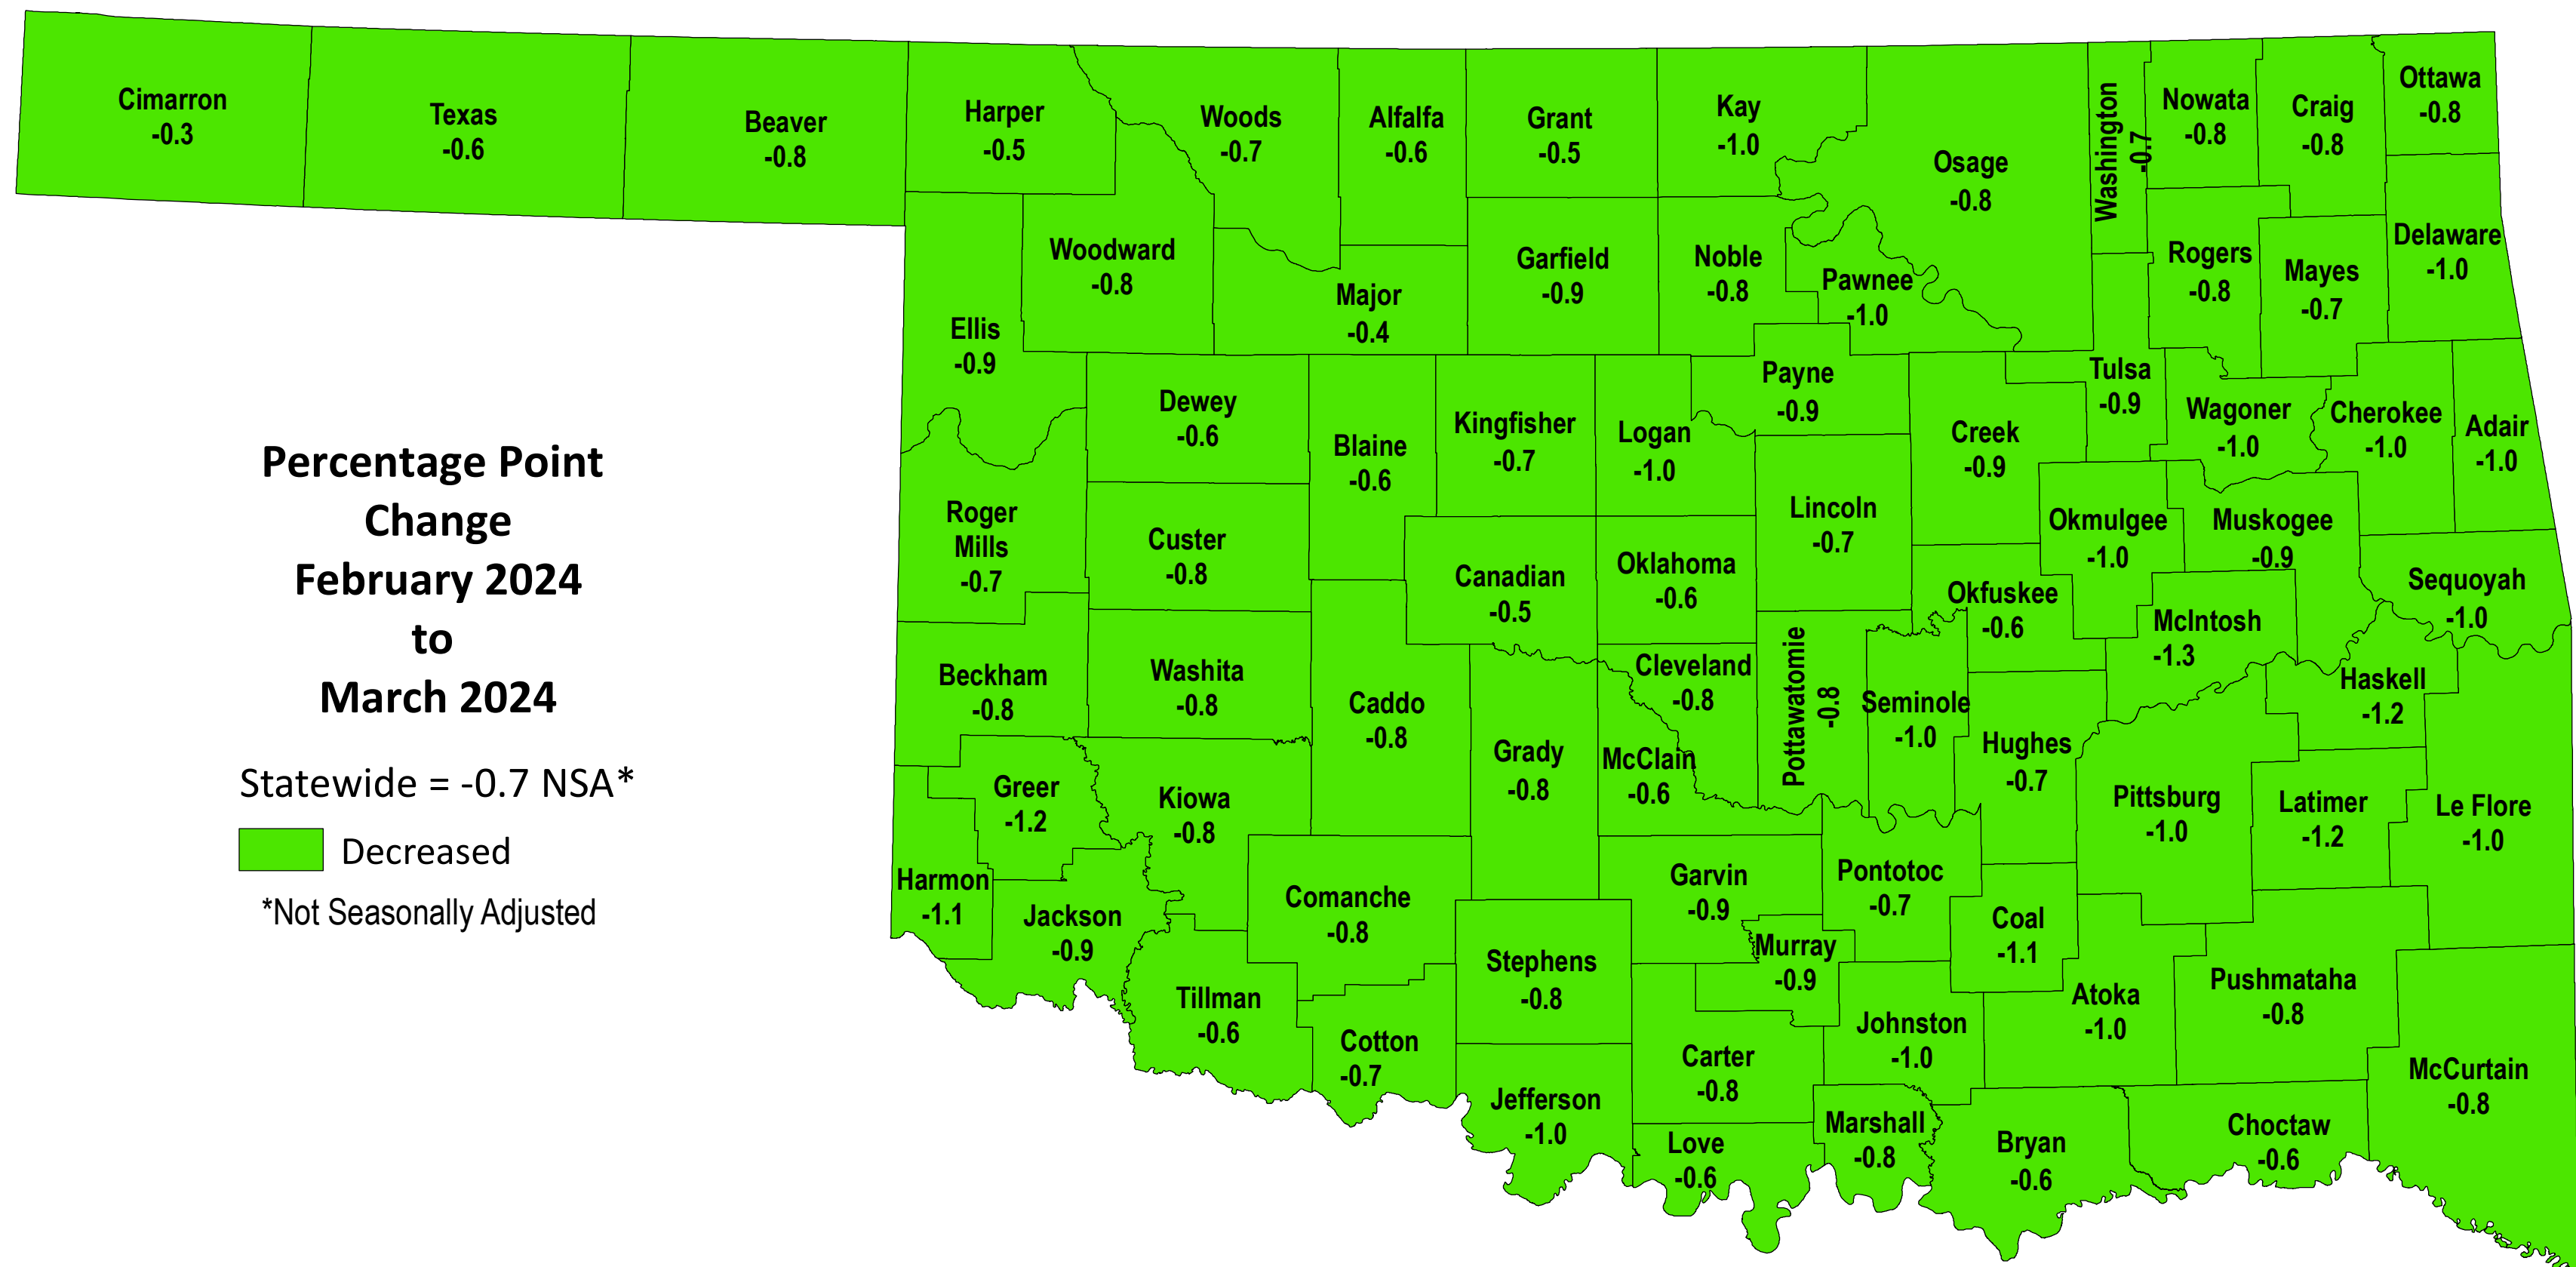 Cimarron
-0.3
Texas
-0.6
Beaver
-0.8
Harper
-0.5
Woods
-0.7
Alfalfa
-0.6
Grant
-0.5
Kay
-1.0
Osage
-0.8
Washington
-0.7
Nowata
-0.8
Craig
-0.8
Ottawa
-0.8
Woodward
-0.8
Ellis
-0.9
Major
-0.4
Garfield
-0.9
Noble
-0.8
Pawnee
-1.0
Rogers
-0.8
Mayes
-0.7
Delaware
-1.0
Dewey
-0.6
Blaine
-0.6
Kingfisher
-0.7
Logan
-1.0
Payne
-0.9
Creek
-0.9
Tulsa
-0.9
Wagoner
-1.0
Cherokee
-1.0
Adair
-1.0
Percentage Point
Change
February 2024
to
March 2024
Statewide = -0.7 NSA*
Decreased
*Not Seasonally Adjusted
Roger
Mills
-0.7
Custer
-0.8
Canadian
-0.5
Oklahoma
-0.6
Lincoln
-0.7
Okmulgee
-1.0
Muskogee
-0.9
Okfuskee
-0.6
McIntosh
-1.3
Sequoyah
-1.0
Beckham
-0.8
Washita
-0.8
Caddo
-0.8
Grady
-0.8
Cleveland
-0.8
McClain
-0.6
Pottawatomie
-0.8
Seminole
-1.0
Hughes
-0.7
Haskell
-1.2
Pittsburg
-1.0
Latimer
-1.2
Le Flore
-1.0
Greer
-1.2
Kiowa
-0.8
Harmon
-1.1
Jackson
-0.9
Comanche
-0.8
Garvin
-0.9
Pontotoc
-0.7
Coal
-1.1
Murray
-0.9
Stephens
-0.8
Tillman
-0.6
Cotton
-0.7
Johnston
-1.0
Atoka
-1.0
Pushmataha
-0.8
McCurtain
-0.8
Carter
-0.8
Jefferson
-1.0
Love
-0.6
Marshall
-0.8
Bryan
-0.6
Choctaw
-0.6